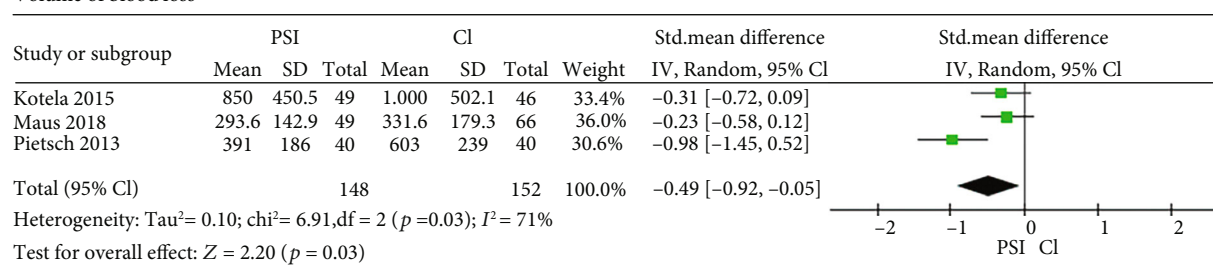 Volume of blood loss
Study or subgroup PSI Cl Std.mean difference Std.mean difference
Mean SD Total Mean SD Total Weight IV, Random, 95% Cl IV, Random, 95% Cl
Kotela 2015 850 450.5 49 1.000 502.1 46 33.4% −0.31 [−0.72, 0.09]
Maus 2018 293.6 142.9 49 331.6 179.3 66 36.0% −0.23 [−0.58, 0.12]
Pietsch 2013 391 186 40 603 239 40 30.6% −0.98 [−1.45, 0.52]
Total (95% Cl) 148 152 100.0% −0.49 [−0.92, −0.05]
Heterogeneity: Tau²= 0.10; chi²= 6.91,df = 2 ( p =0.03); I² = 71%
Test for overall effect: Z = 2.20 (p = 0.03)
−2 −1 0 1 2
PSI Cl